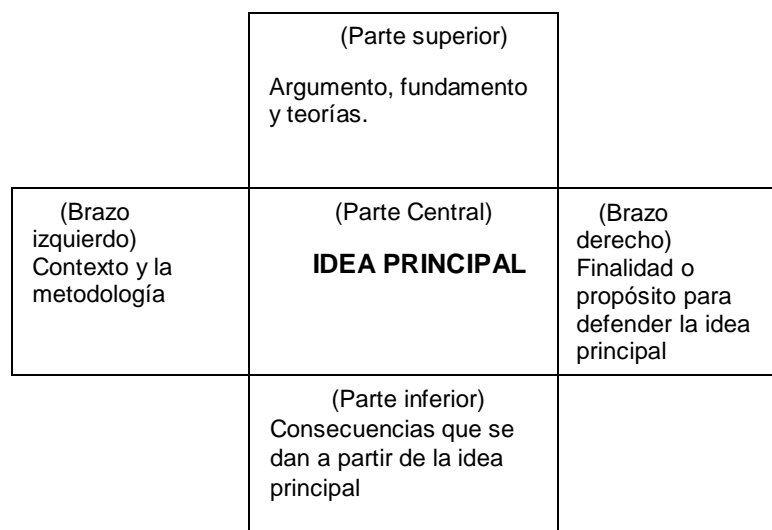 (Parte superior)
Argumento, fundamento
y teorías.
(Brazo
izquierdo)
Contexto y la
metodología
(Parte Central)
IDEA PRINCIPAL
(Brazo
derecho)
Finalidad o
propósito para
defender la idea
principal
(Parte inferior)
Consecuencias que se
dan a partir de la idea
principal